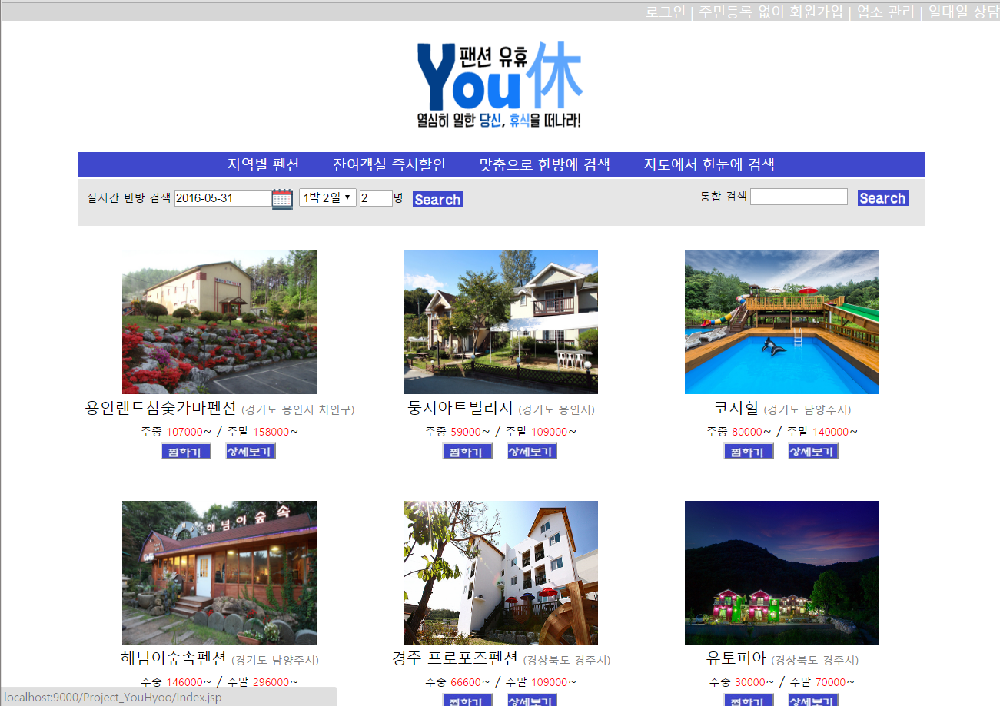 로그인 | 주민등록 없이 회원가입 | 업소 관리 | 일대일 상담
팬션 유휴
You休
열심히 일한 당신, 휴식을 떠나라!
지역별 펜션 잔여객실 즉시할인 맞춤으로 한방에 검색 지도에서 한눈에 검색
실시간 빈방 검색 2016-05-31 1박 2일 ▼ 2 명 Search 통합 검색 Search
용인랜드참숯가마펜션 (경기도 용인시 처인구) 둥지아트빌리지 (경기도 용인시) 코지힐 (경기도 남양주시)
주중 107000~ / 주말 158000~ 주중 59000~ / 주말 109000~ 주중 80000~ / 주말 140000~
찜하기 상세보기 찜하기 상세보기 찜하기 상세보기
해넘이숲속
해넘이숲속펜션 (경기도 남양주시) 경주 프로포즈펜션 (경상북도 경주시) 유토피아 (경상북도 경주시)
주중 146000~ / 주말 296000~ 주중 66600~ / 주말 109000~ 주중 30000~ / 주말 70000~
찜하기 상세보기 찜하기 상세보기
localhost:9000/Project_YouHyoo/Index.jsp